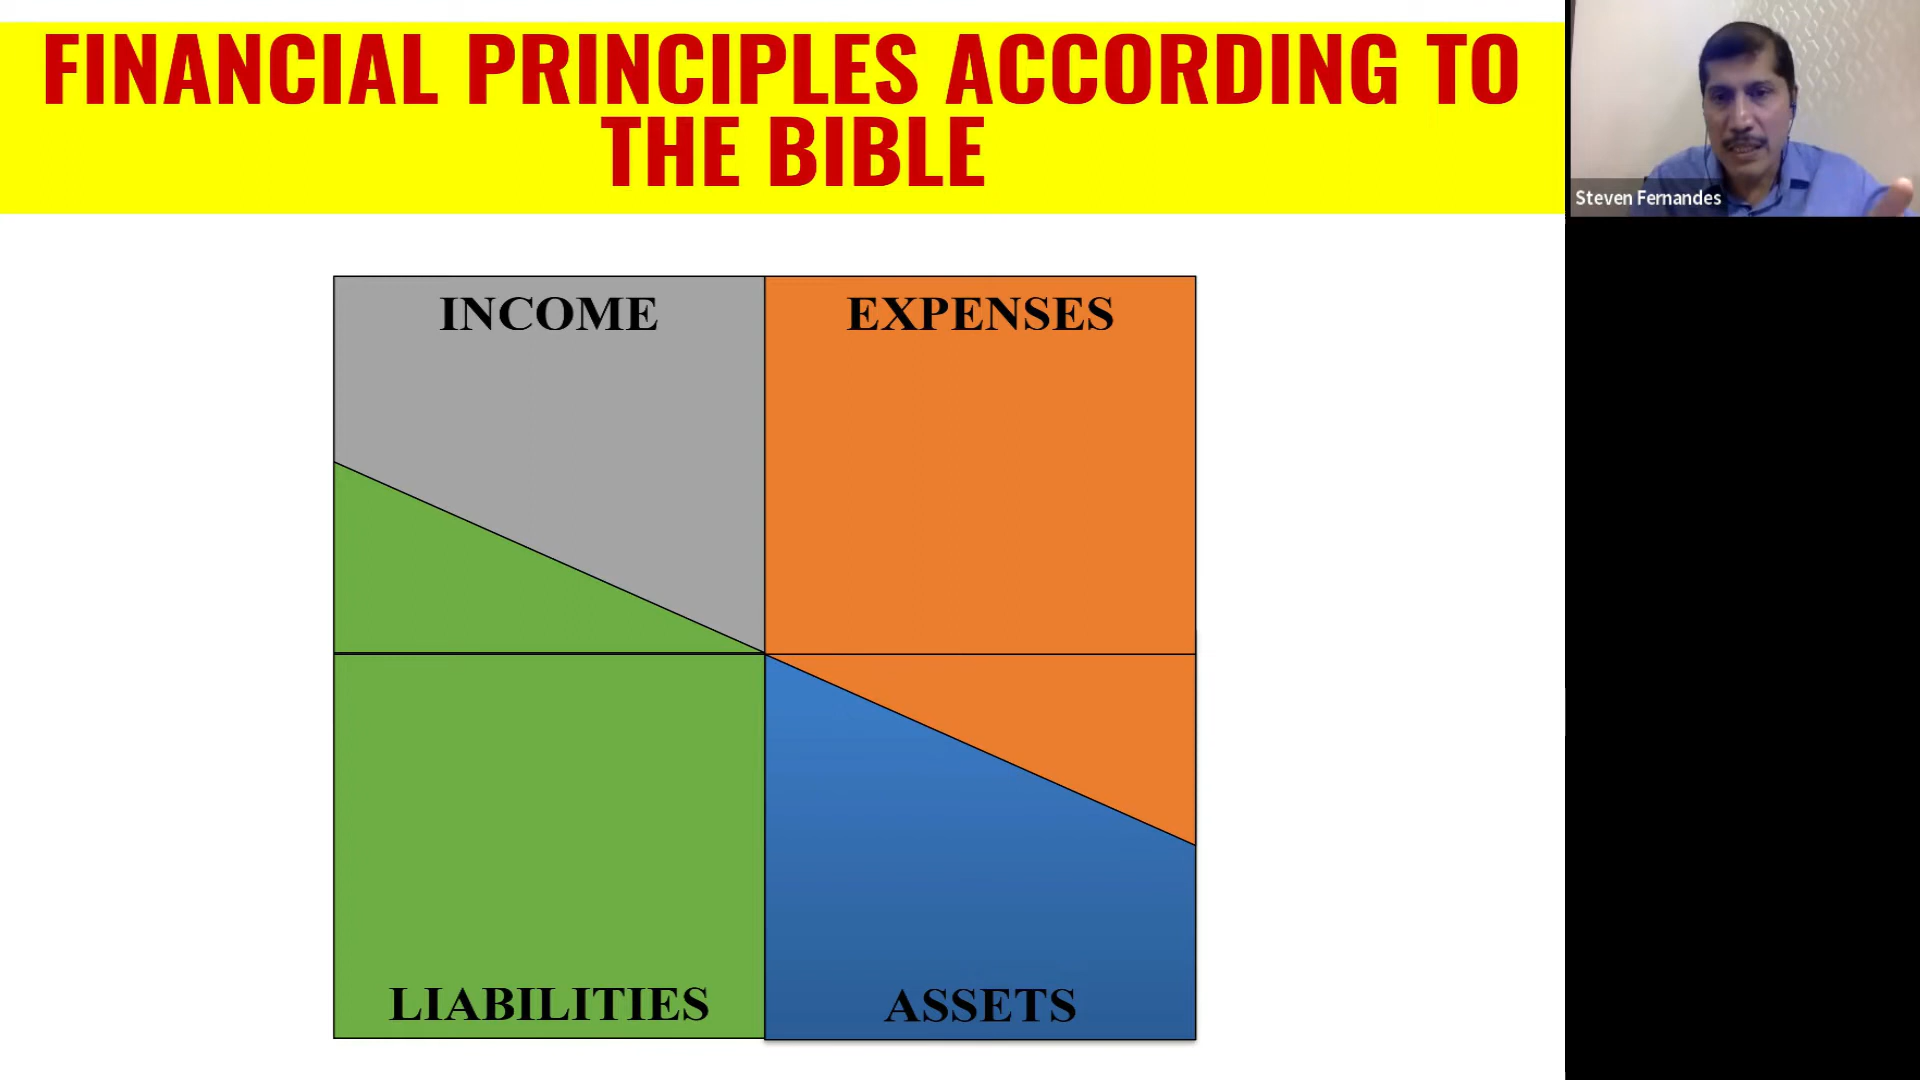 FINANCIAL PRINCIPLES ACCORDING TO
THE BIBLE
Steven Fernandes
INCOME
EXPENSES
LIABILITIES
ASSETS